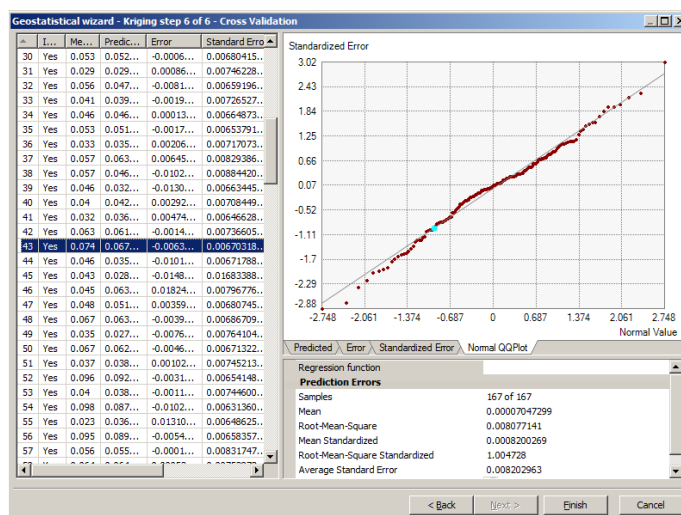 Geostatistical wizard - Kriging step 6 of 6 - Cross Validation
I... Me... Predic... Error Standard Erro
30 Yes 0.053 0.052... -0.0006... 0.00680415..
31 Yes 0.029 0.029... 0.00086... 0.00746228..
32 Yes 0.056 0.047... -0.0081... 0.00659196..
33 Yes 0.041 0.039... -0.0019... 0.00726527..
34 Yes 0.046 0.046... 0.00013... 0.00664873..
35 Yes 0.053 0.051... -0.0017... 0.00653791..
36 Yes 0.033 0.035... 0.00206... 0.00717073..
37 Yes 0.057 0.063... 0.00645... 0.00829386..
38 Yes 0.057 0.046... -0.0102... 0.00884420..
39 Yes 0.046 0.032... -0.0130... 0.00663445..
40 Yes 0.04 0.042... 0.00292... 0.00708449..
41 Yes 0.032 0.036... 0.00474... 0.00646628..
42 Yes 0.063 0.061... -0.0014... 0.00736605..
43 Yes 0.074 0.067... -0.0063... 0.00670318..
44 Yes 0.046 0.035... -0.0101... 0.00671788..
45 Yes 0.043 0.028... -0.0148... 0.01683388..
46 Yes 0.045 0.063... 0.01824... 0.00796776..
47 Yes 0.048 0.051... 0.00359... 0.00680745..
48 Yes 0.067 0.063... -0.0039... 0.00686709..
49 Yes 0.035 0.027... -0.0076... 0.00764104..
50 Yes 0.067 0.062... -0.0046... 0.00671322..
51 Yes 0.037 0.038... 0.00102... 0.00745213..
52 Yes 0.096 0.092... -0.0031... 0.00654148..
53 Yes 0.04 0.038... -0.0011... 0.00744600..
54 Yes 0.098 0.087... -0.0102... 0.00631360..
55 Yes 0.023 0.036... 0.01310... 0.00648625..
56 Yes 0.095 0.089... -0.0054... 0.00658357..
57 Yes 0.056 0.055... -0.0001... 0.00831747..
Standardized Error
3.02
2.43
1.84
1.25
0.66
0.07
-0.52
-1.11
-1.7
-2.29
-2.88
-2.748 -2.061 -1.374 -0.687 0 0.687 1.374 2.061 2.748
Normal Value
Predicted Error Standardized Error Normal QQPlot
Regression function
Prediction Errors
Samples 167 of 167
Mean 0.00007047299
Root-Mean-Square 0.008077141
Mean Standardized 0.0008200269
Root-Mean-Square Standardized 1.004728
Average Standard Error 0.008202963
< Back Next > Finish Cancel